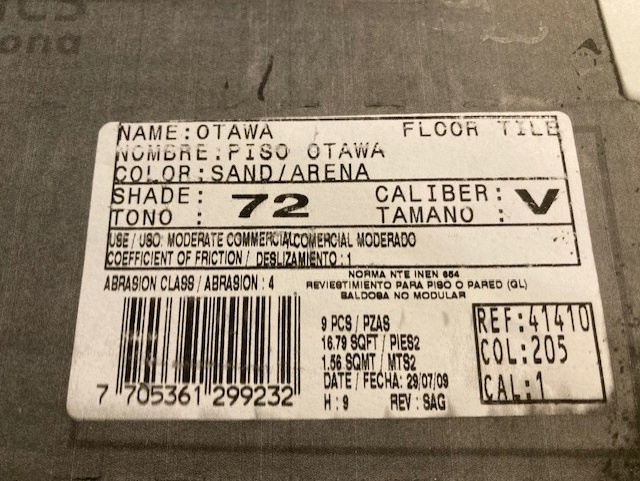 ona
NAME:OTAWA FLOOR TILE
NOMBRE:PISO OTAWA
COLOR:SAND/ARENA
SHADE: 72 CALIBER: V
TONO : TAMANO :
USE / USO: MODERATE COMMERCIAL/COMERCIAL MODERADO
COEFFICIENT OF FRICTION / DESLIZAMIENTO : 1
ABRASION CLASS / ABRASION : 4
NORMA NTE INEN 654
REVIESTIMIENTO PARA PISO O PARED (GL)
BALDOSA NO MODULAR
9 PCS / PZAS
16.79 SQFT / PIES2
1.56 SQMT / MTS2
DATE / FECHA: 29/07/09
H : 9 REV : SAG
REF:41410
COL:205
CAL:1
7 705361 299232